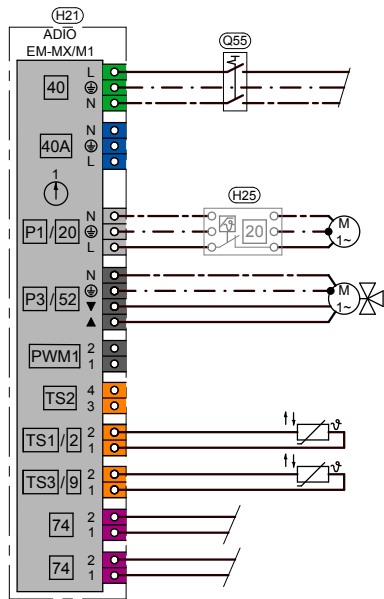 H21
ADIO
EM-MX/M1
Q55
40 L
N
40A N
L
1
H25
P1/20 N
L
20
M
1~
P3/52 N
▼
▲
M
1~
PWM1 2
1
TS2 4
3
TS1/2 2
1
ϑ
TS3/9 2
1
ϑ
74 2
1
74 2
1